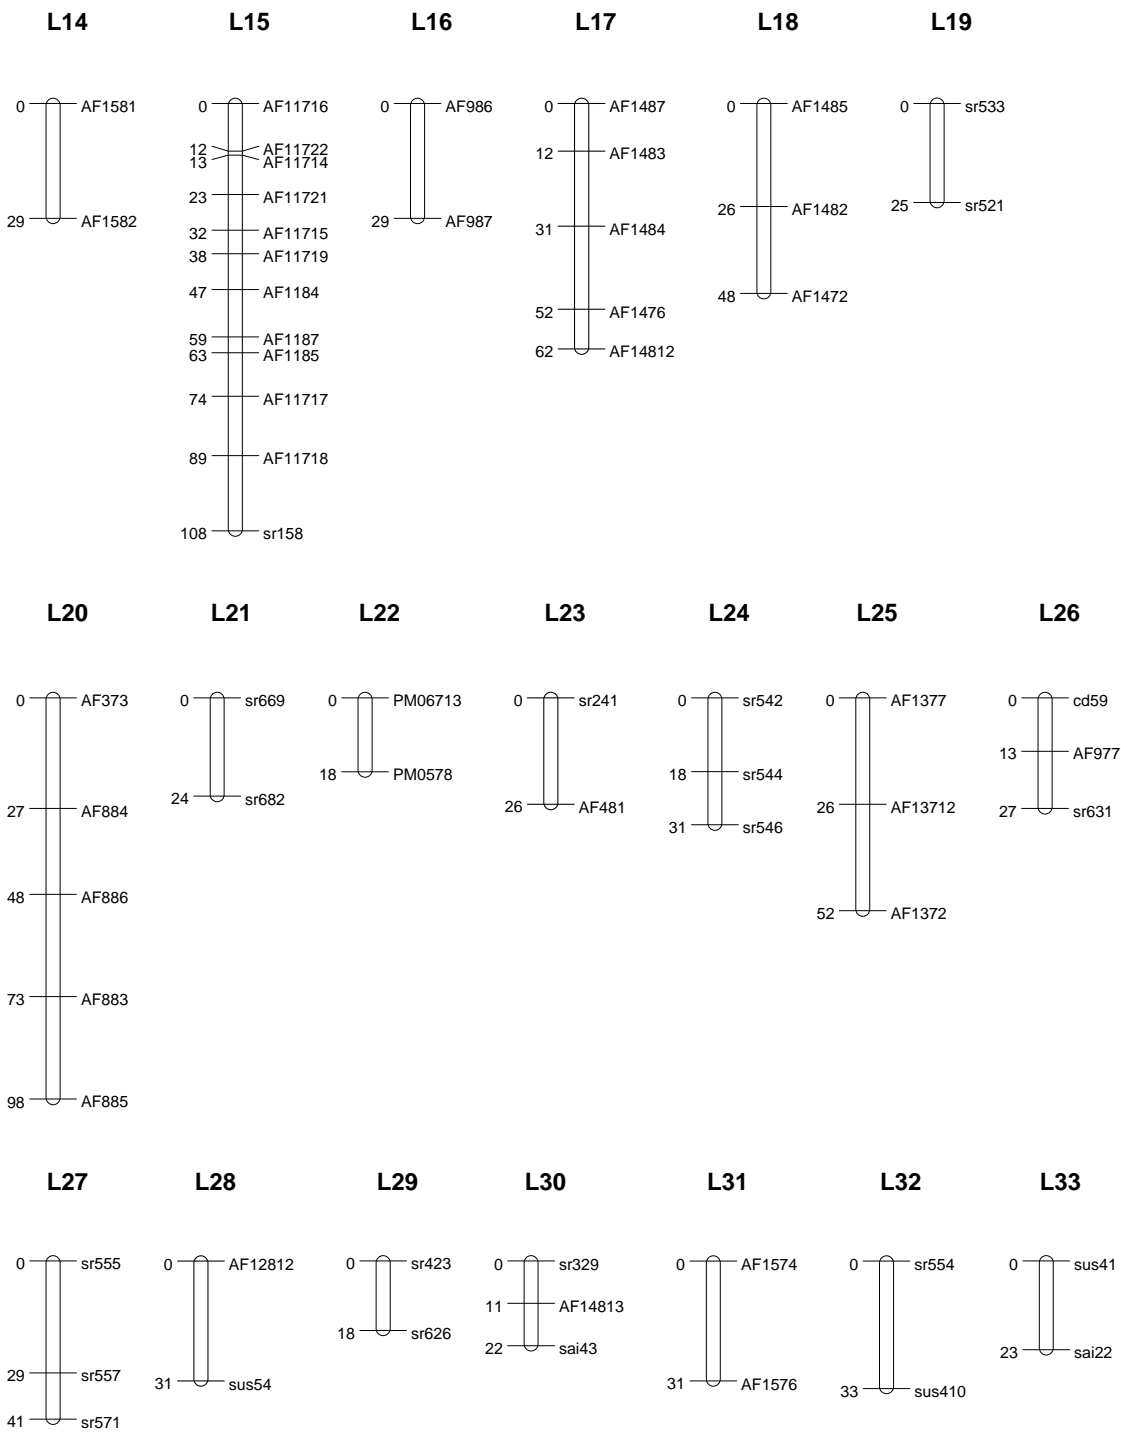 L14 L15 L16 L17 L18 L19
0 AF1581 0 AF11716 0 AF986 0 AF1487 0 AF1485 0 sr533
12 AF11722 12 AF1483
13 AF11714
23 AF11721 25 sr521
26 AF1482
29 AF1582 29 AF987
32 AF11715 31 AF1484
38 AF11719
47 AF1184 48 AF1472
52 AF1476
59 AF1187
63 AF1185 62 AF14812
74 AF11717
89 AF11718
108 sr158
L20 L21 L22 L23 L24 L25 L26
0 AF373 0 sr669 0 PM06713 0 sr241 0 sr542 0 AF1377 0 cd59
13 AF977
18 PM0578 18 sr544
24 sr682
27 AF884 26 AF481 26 AF13712 27 sr631
31 sr546
48 AF886
52 AF1372
73 AF883
98 AF885
L27 L28 L29 L30 L31 L32 L33
0 sr555 0 AF12812 0 sr423 0 sr329 0 AF1574 0 sr554 0 sus41
11 AF14813
18 sr626
22 sai43 23 sai22
29 sr557
31 sus54 31 AF1576
33 sus410
41 sr571